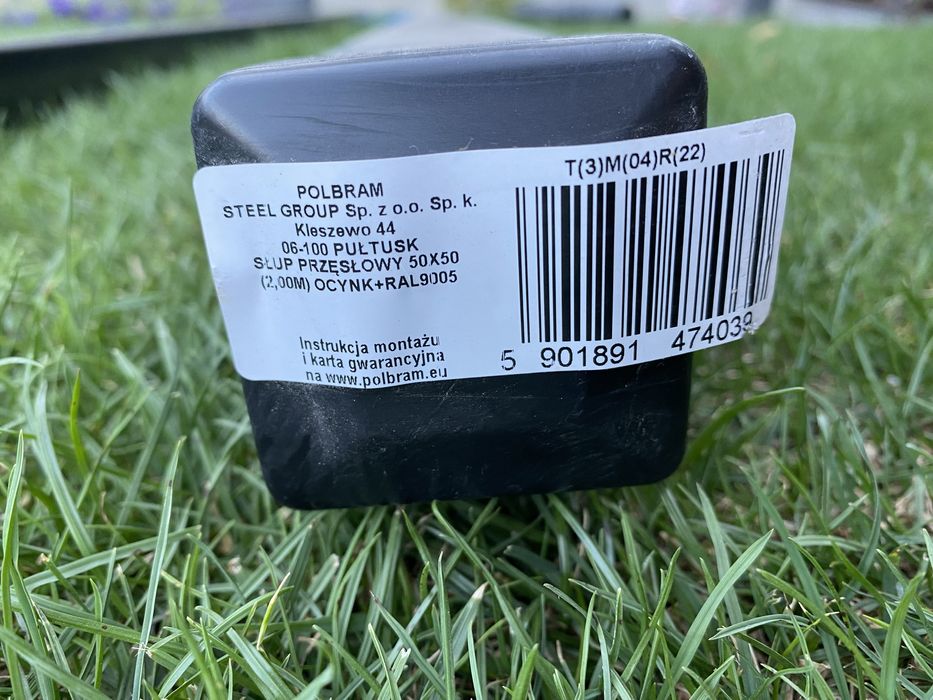 POLBRAM
STEEL GROUP Sp. z o.o. Sp. k.
Kleszewo 44
06-100 PUŁTUSK
SŁUP PRZĘSŁOWY 50X50
(2,00M) OCYNK+RAL9005
Instrukcja montażu
i karta gwarancyjna
na www.polbram.eu
T(3)M(04)R(22)
5 901891 474039